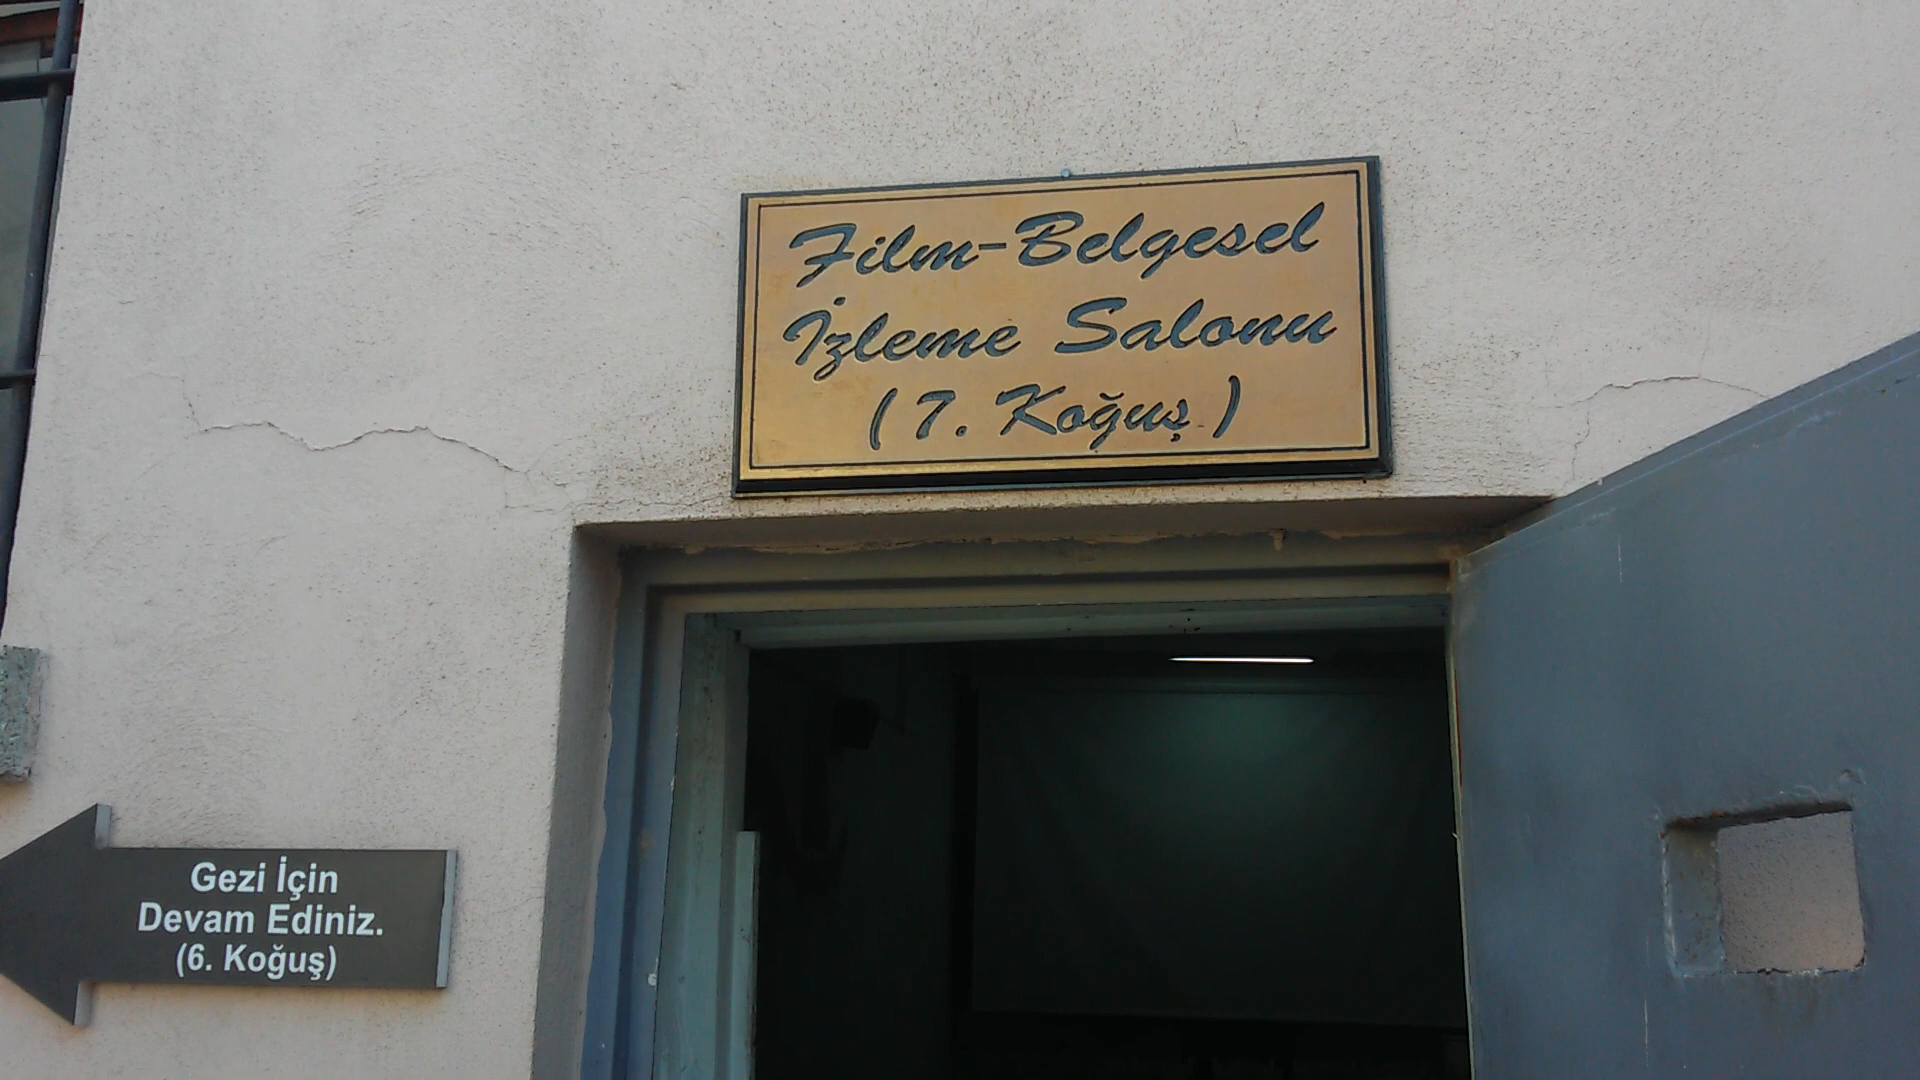 Film-Belgesel
İzleme Salonu
(7. Koğuş)
Gezi İçin
Devam Ediniz.
(6. Koğuş)